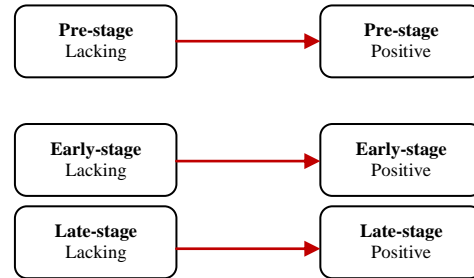 Pre-stage
Lacking
Pre-stage
Positive
Early-stage
Lacking
Early-stage
Positive
Late-stage
Lacking
Late-stage
Positive